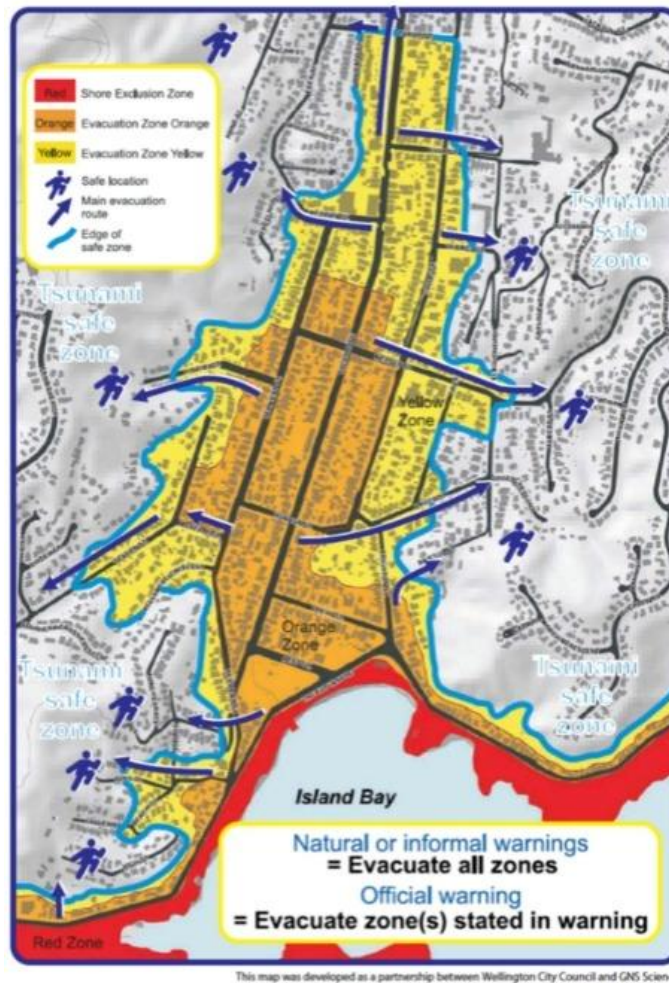 Red Shore Exclusion Zone
Orange Evacuation Zone Orange
Yellow Evacuation Zone Yellow
Safe location
Main evacuation
route
Edge of
safe zone
Tsunami
safe
zone
Tsunami
safe
zone
Yellow
Zone
Orange
Zone
Tsunami
safe
zone
Tsunami
safe
zone
Island Bay
Natural or informal warnings
= Evacuate all zones
Official warning
= Evacuate zone(s) stated in warning
Red Zone
This map was developed as a partnership between Wellington City Council and GNS Scien